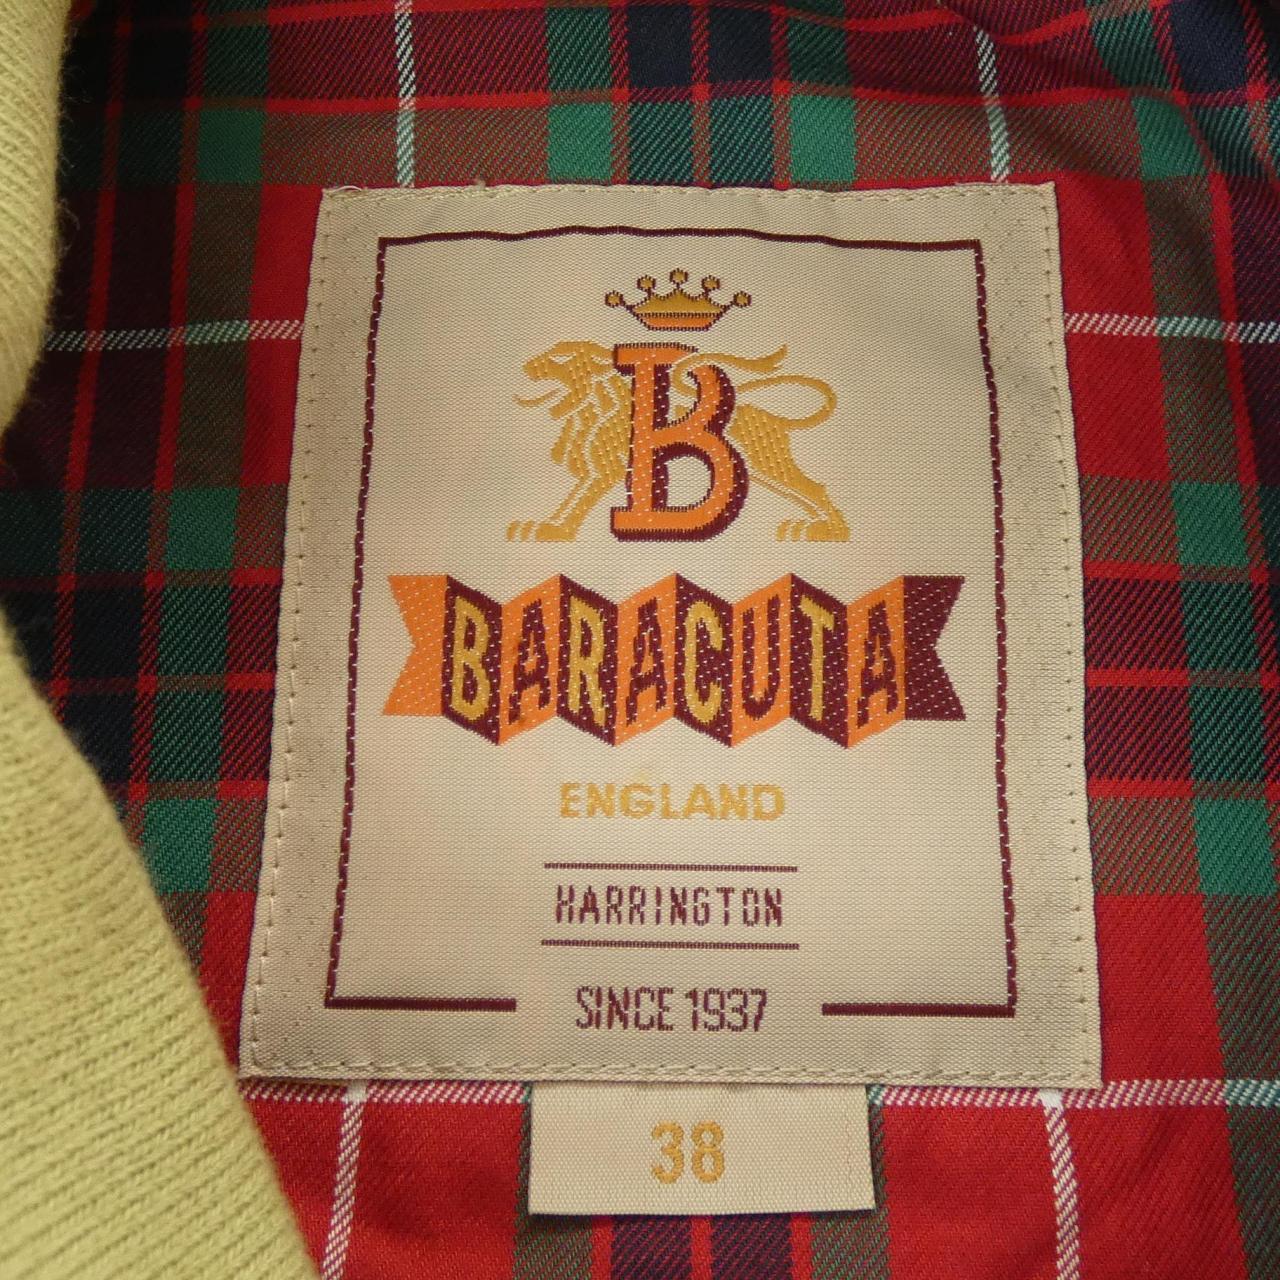 B
BARACUTA
ENGLAND
HARRINGTON
SINCE 1937
38